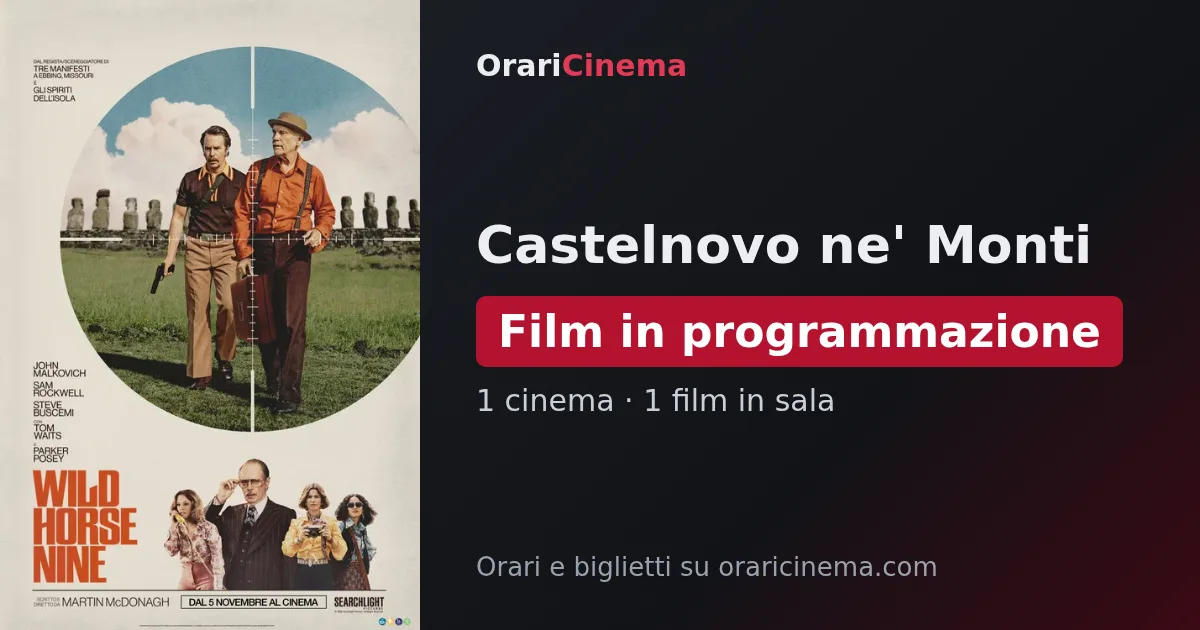 DAL REGISTA/SCENEGGIATORE DI
TRE MANIFESTI
A EBBING, MISSOURI
E
GLI SPIRITI
DELL'ISOLA
JOHN
MALKOVICH
SAM
ROCKWELL
STEVE
BUSCEMI
CON
TOM
WAITS
E
PARKER
POSEY
WILD
HORSE
NINE
SCRITTO E
DIRETTO DA MARTIN McDONAGH
DAL 5 NOVEMBRE AL CINEMA
SEARCHLIGHT
PICTURES
OrariCinema
Castelnovo ne' Monti
Film in programmazione
1 cinema · 1 film in sala
Orari e biglietti su oraricinema.com